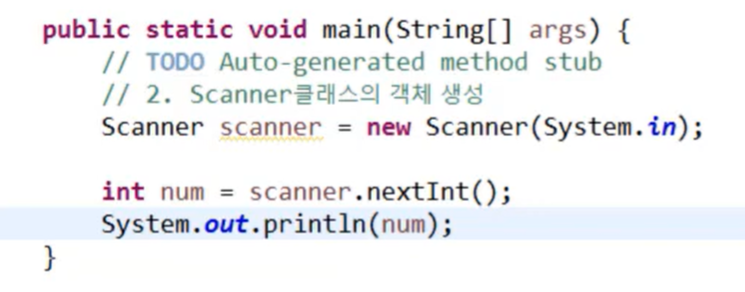 public static void main(String[] args) {
// TODO Auto-generated method stub
// 2. Scanner클래스의 객체 생성
Scanner scanner = new Scanner(System.in);
int num = scanner.nextInt();
System.out.println(num);
}